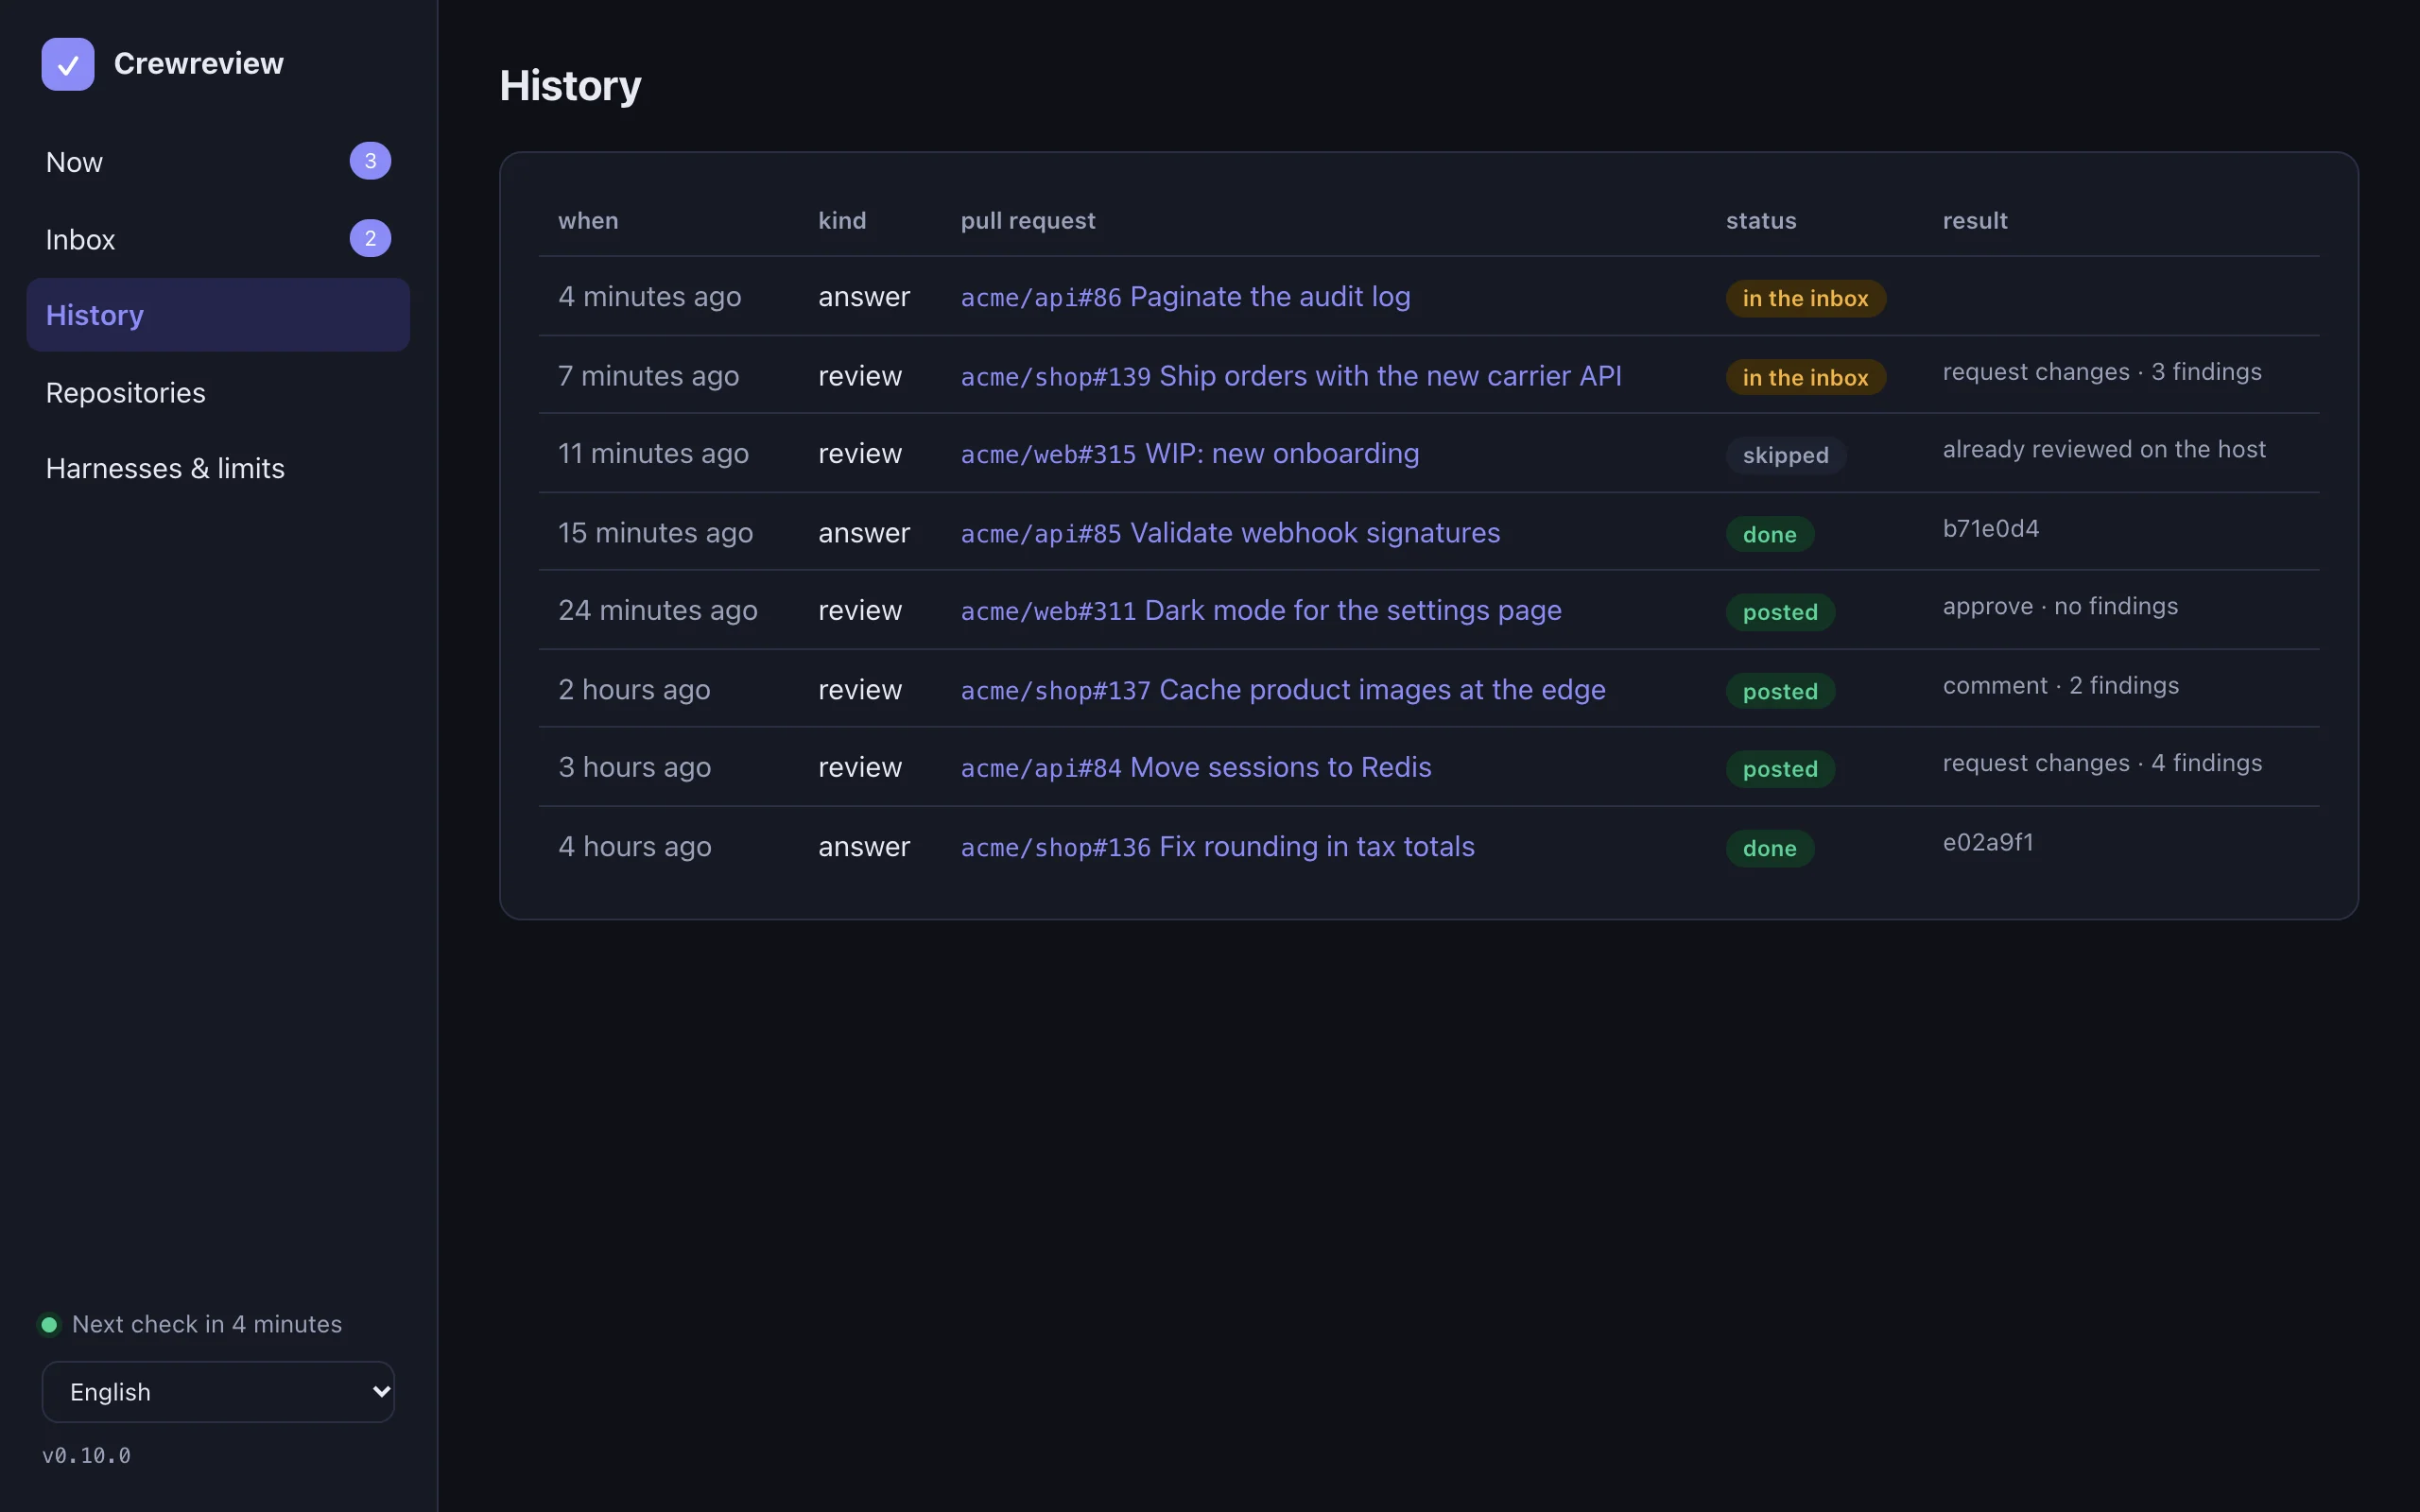 Crewreview
Now 3
Inbox 2
History
Repositories
Harnesses & limits
Next check in 4 minutes
English
v0.10.0
History
when kind pull request status result
4 minutes ago answer acme/api#86 Paginate the audit log in the inbox
7 minutes ago review acme/shop#139 Ship orders with the new carrier API in the inbox request changes · 3 findings
11 minutes ago review acme/web#315 WIP: new onboarding skipped already reviewed on the host
15 minutes ago answer acme/api#85 Validate webhook signatures done b71e0d4
24 minutes ago review acme/web#311 Dark mode for the settings page posted approve · no findings
2 hours ago review acme/shop#137 Cache product images at the edge posted comment · 2 findings
3 hours ago review acme/api#84 Move sessions to Redis posted request changes · 4 findings
4 hours ago answer acme/shop#136 Fix rounding in tax totals done e02a9f1